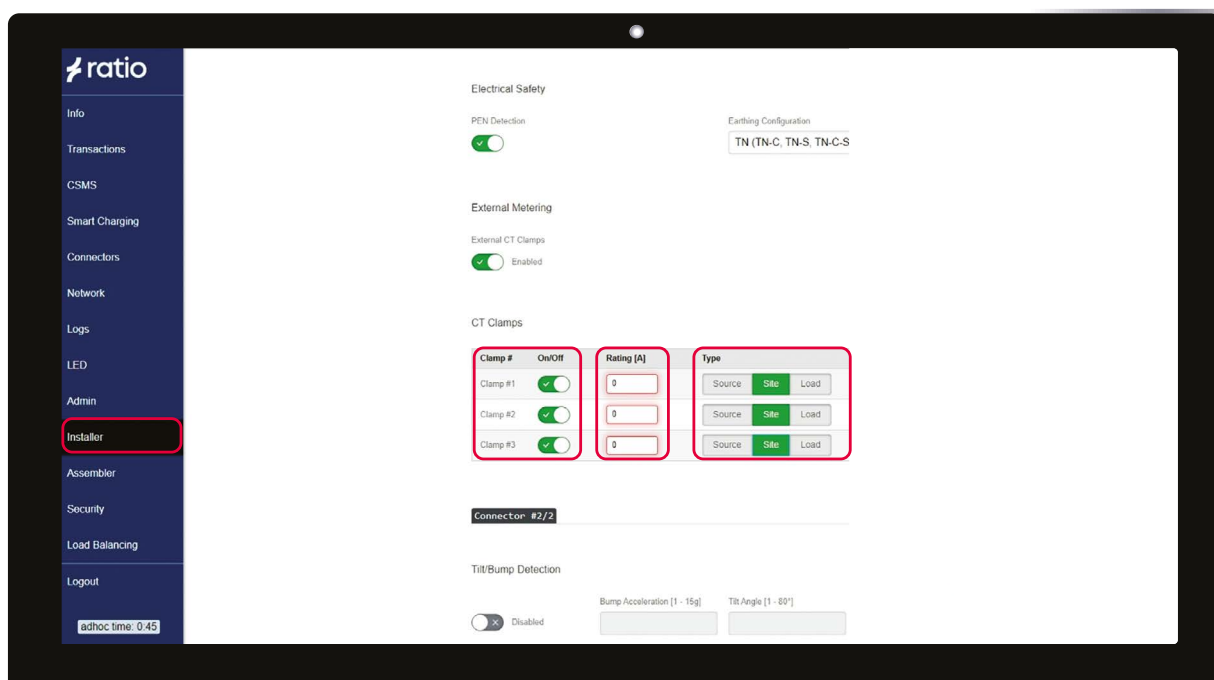 ratio
Info
Transactions
CSMS
Smart Charging
Connectors
Network
Logs
LED
Admin
Installer
Assembler
Security
Load Balancing
Logout
adhoc time: 0:45
Electrical Safety
PEN Detection
Earthing Configuration
TN (TN-C, TN-S, TN-C-S
External Metering
External CT Clamps
Enabled
CT Clamps
Clamp # On/Off Rating [A] Type
Clamp #1 0 Source Site Load
Clamp #2 0 Source Site Load
Clamp #3 0 Source Site Load
Connector #2/2
Tilt/Bump Detection
Bump Acceleration [1 - 15g] Tilt Angle [1 - 80°]
Disabled